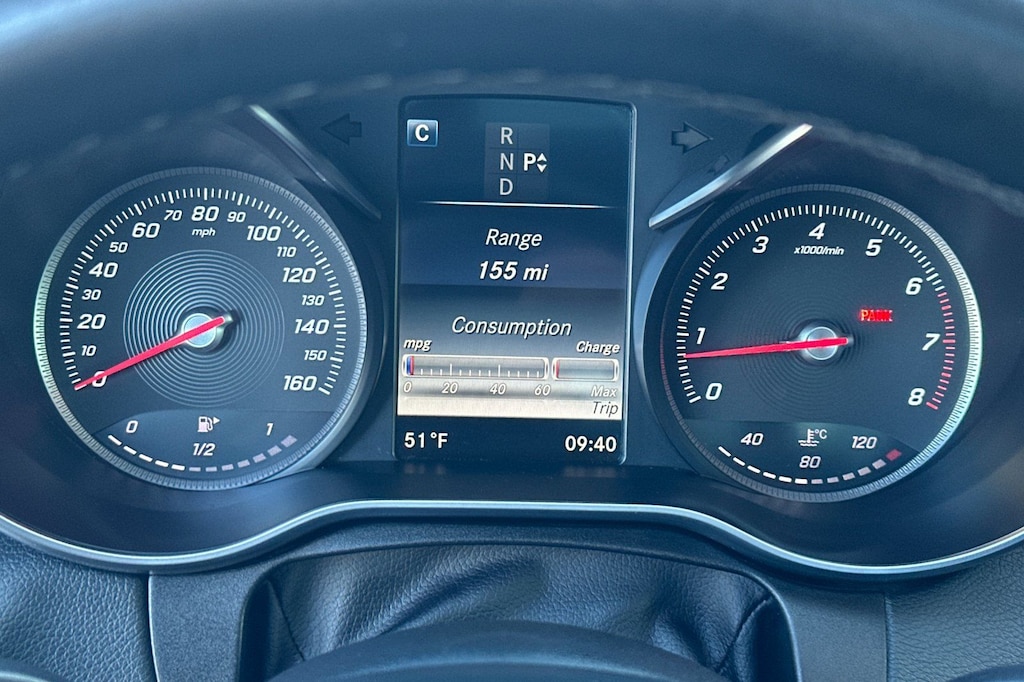 C
R
N P
D
Range
155 mi
Consumption
mpg Charge
0 20 40 60 Max
Trip
51°F 09:40
0 10 20 30 40 50 60 70 80 90 100 110 120 130 140 150 160
mph
0 1/2 1
0 1 2 3 4 5 6 7 8
x1000/min
PARK
40 80 120
°C